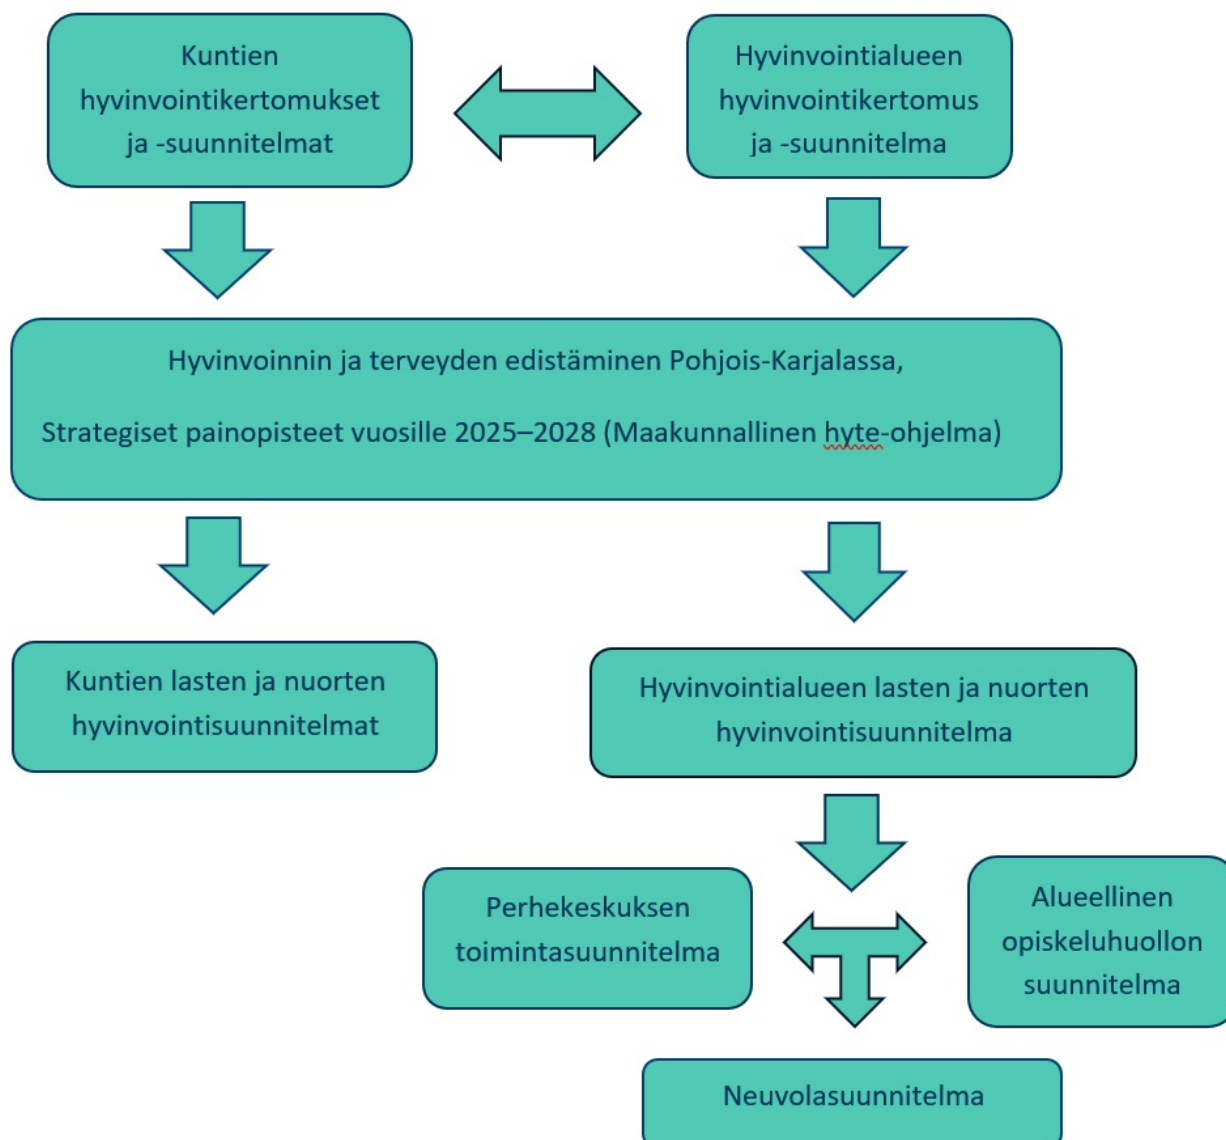 Kuntien
hyvinvointikertomukset
ja -suunnitelmat
Hyvinvointialueen
hyvinvointikertomus
ja -suunnitelma
Hyvinvoinnin ja terveyden edistäminen Pohjois-Karjalassa,
Strategiset painopisteet vuosille 2025–2028 (Maakunnallinen hyte-ohjelma)
Kuntien lasten ja nuorten
hyvinvointisuunnitelmat
Hyvinvointialueen lasten ja nuorten
hyvinvointisuunnitelma
Perhekeskuksen
toimintasuunnitelma
Alueellinen
opiskeluhuollon
suunnitelma
Neuvolasuunnitelma